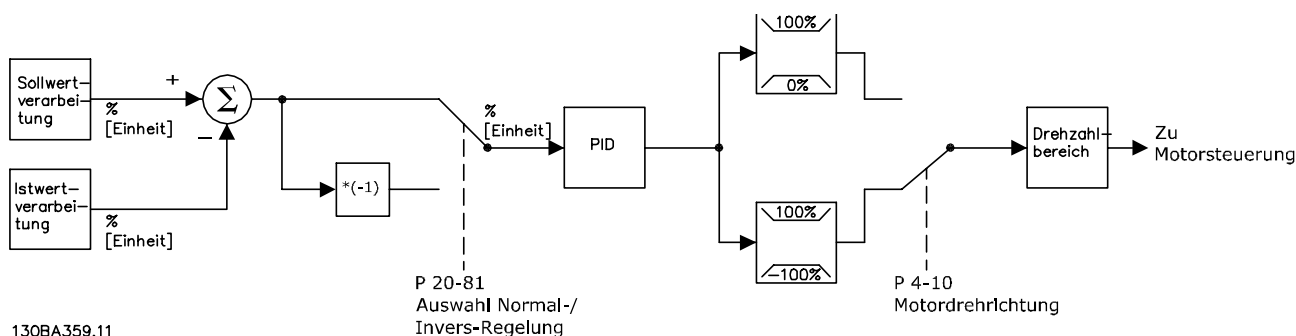 Sollwert-
verarbei-
tung
%
[Einheit]
+
Σ
−
Istwert-
verarbei-
tung
%
[Einheit]
*(-1)
P 20-81
Auswahl Normal-/
Invers-Regelung
%
[Einheit]
PID
100%
0%
100%
-100%
P 4-10
Motordrehrichtung
Drehzahl-
bereich
Zu
Motorsteuerung
130BA359.11